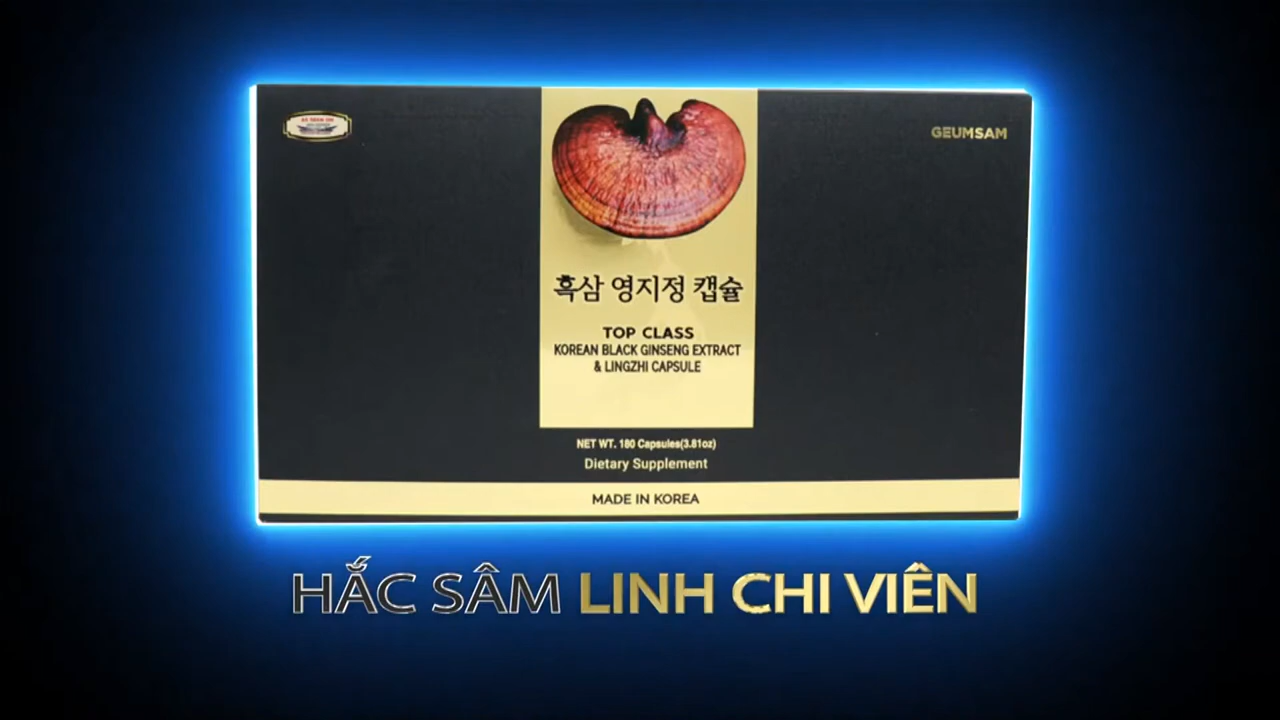 GEUMSAM
흑삼 영지정 캡슐
TOP CLASS
KOREAN BLACK GINSENG EXTRACT
& LINGZHI CAPSULE
NET WT. 180 Capsules(3.81oz)
Dietary Supplement
MADE IN KOREA
HẮC SÂM LINH CHI VIÊN